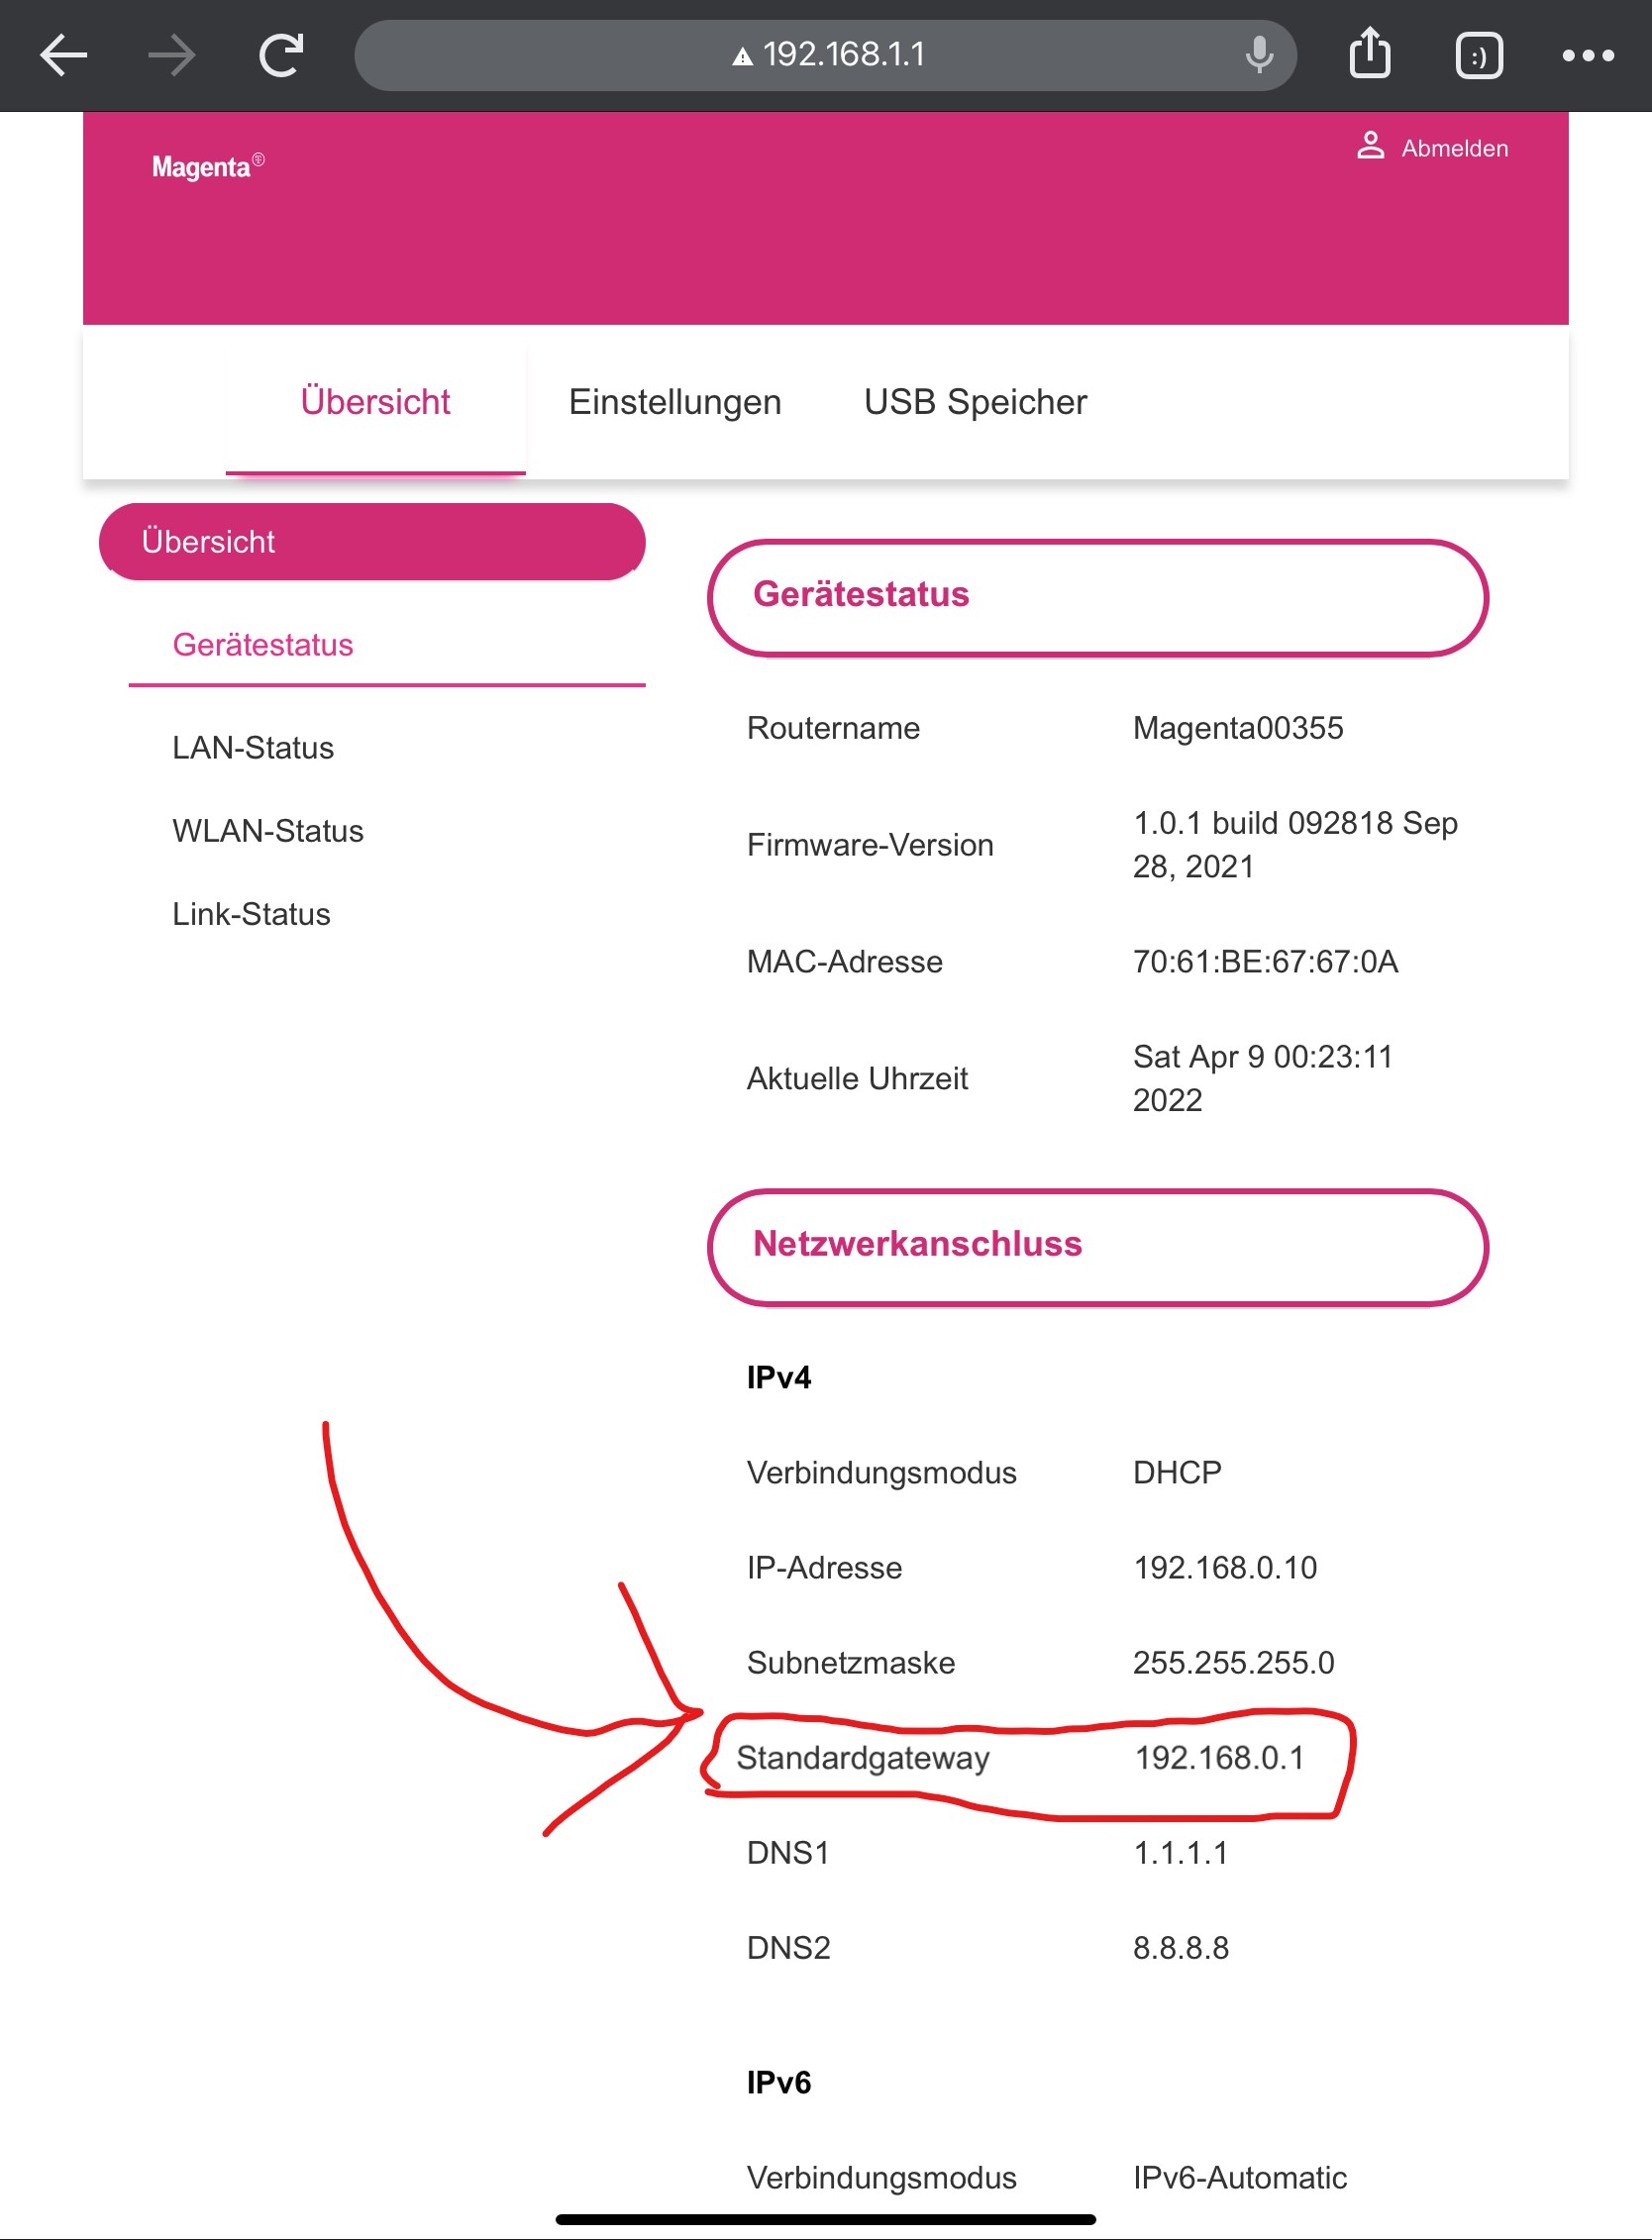 192.168.1.1
:)
Magenta®
Abmelden
Übersicht Einstellungen USB Speicher
Übersicht
Gerätestatus
LAN-Status
WLAN-Status
Link-Status
Gerätestatus
Routername Magenta00355
Firmware-Version 1.0.1 build 092818 Sep
28, 2021
MAC-Adresse 70:61:BE:67:67:0A
Aktuelle Uhrzeit Sat Apr 9 00:23:11
2022
Netzwerkanschluss
IPv4
Verbindungsmodus DHCP
IP-Adresse 192.168.0.10
Subnetzmaske 255.255.255.0
Standardgateway 192.168.0.1
DNS1 1.1.1.1
DNS2 8.8.8.8
IPv6
Verbindungsmodus IPv6-Automatic